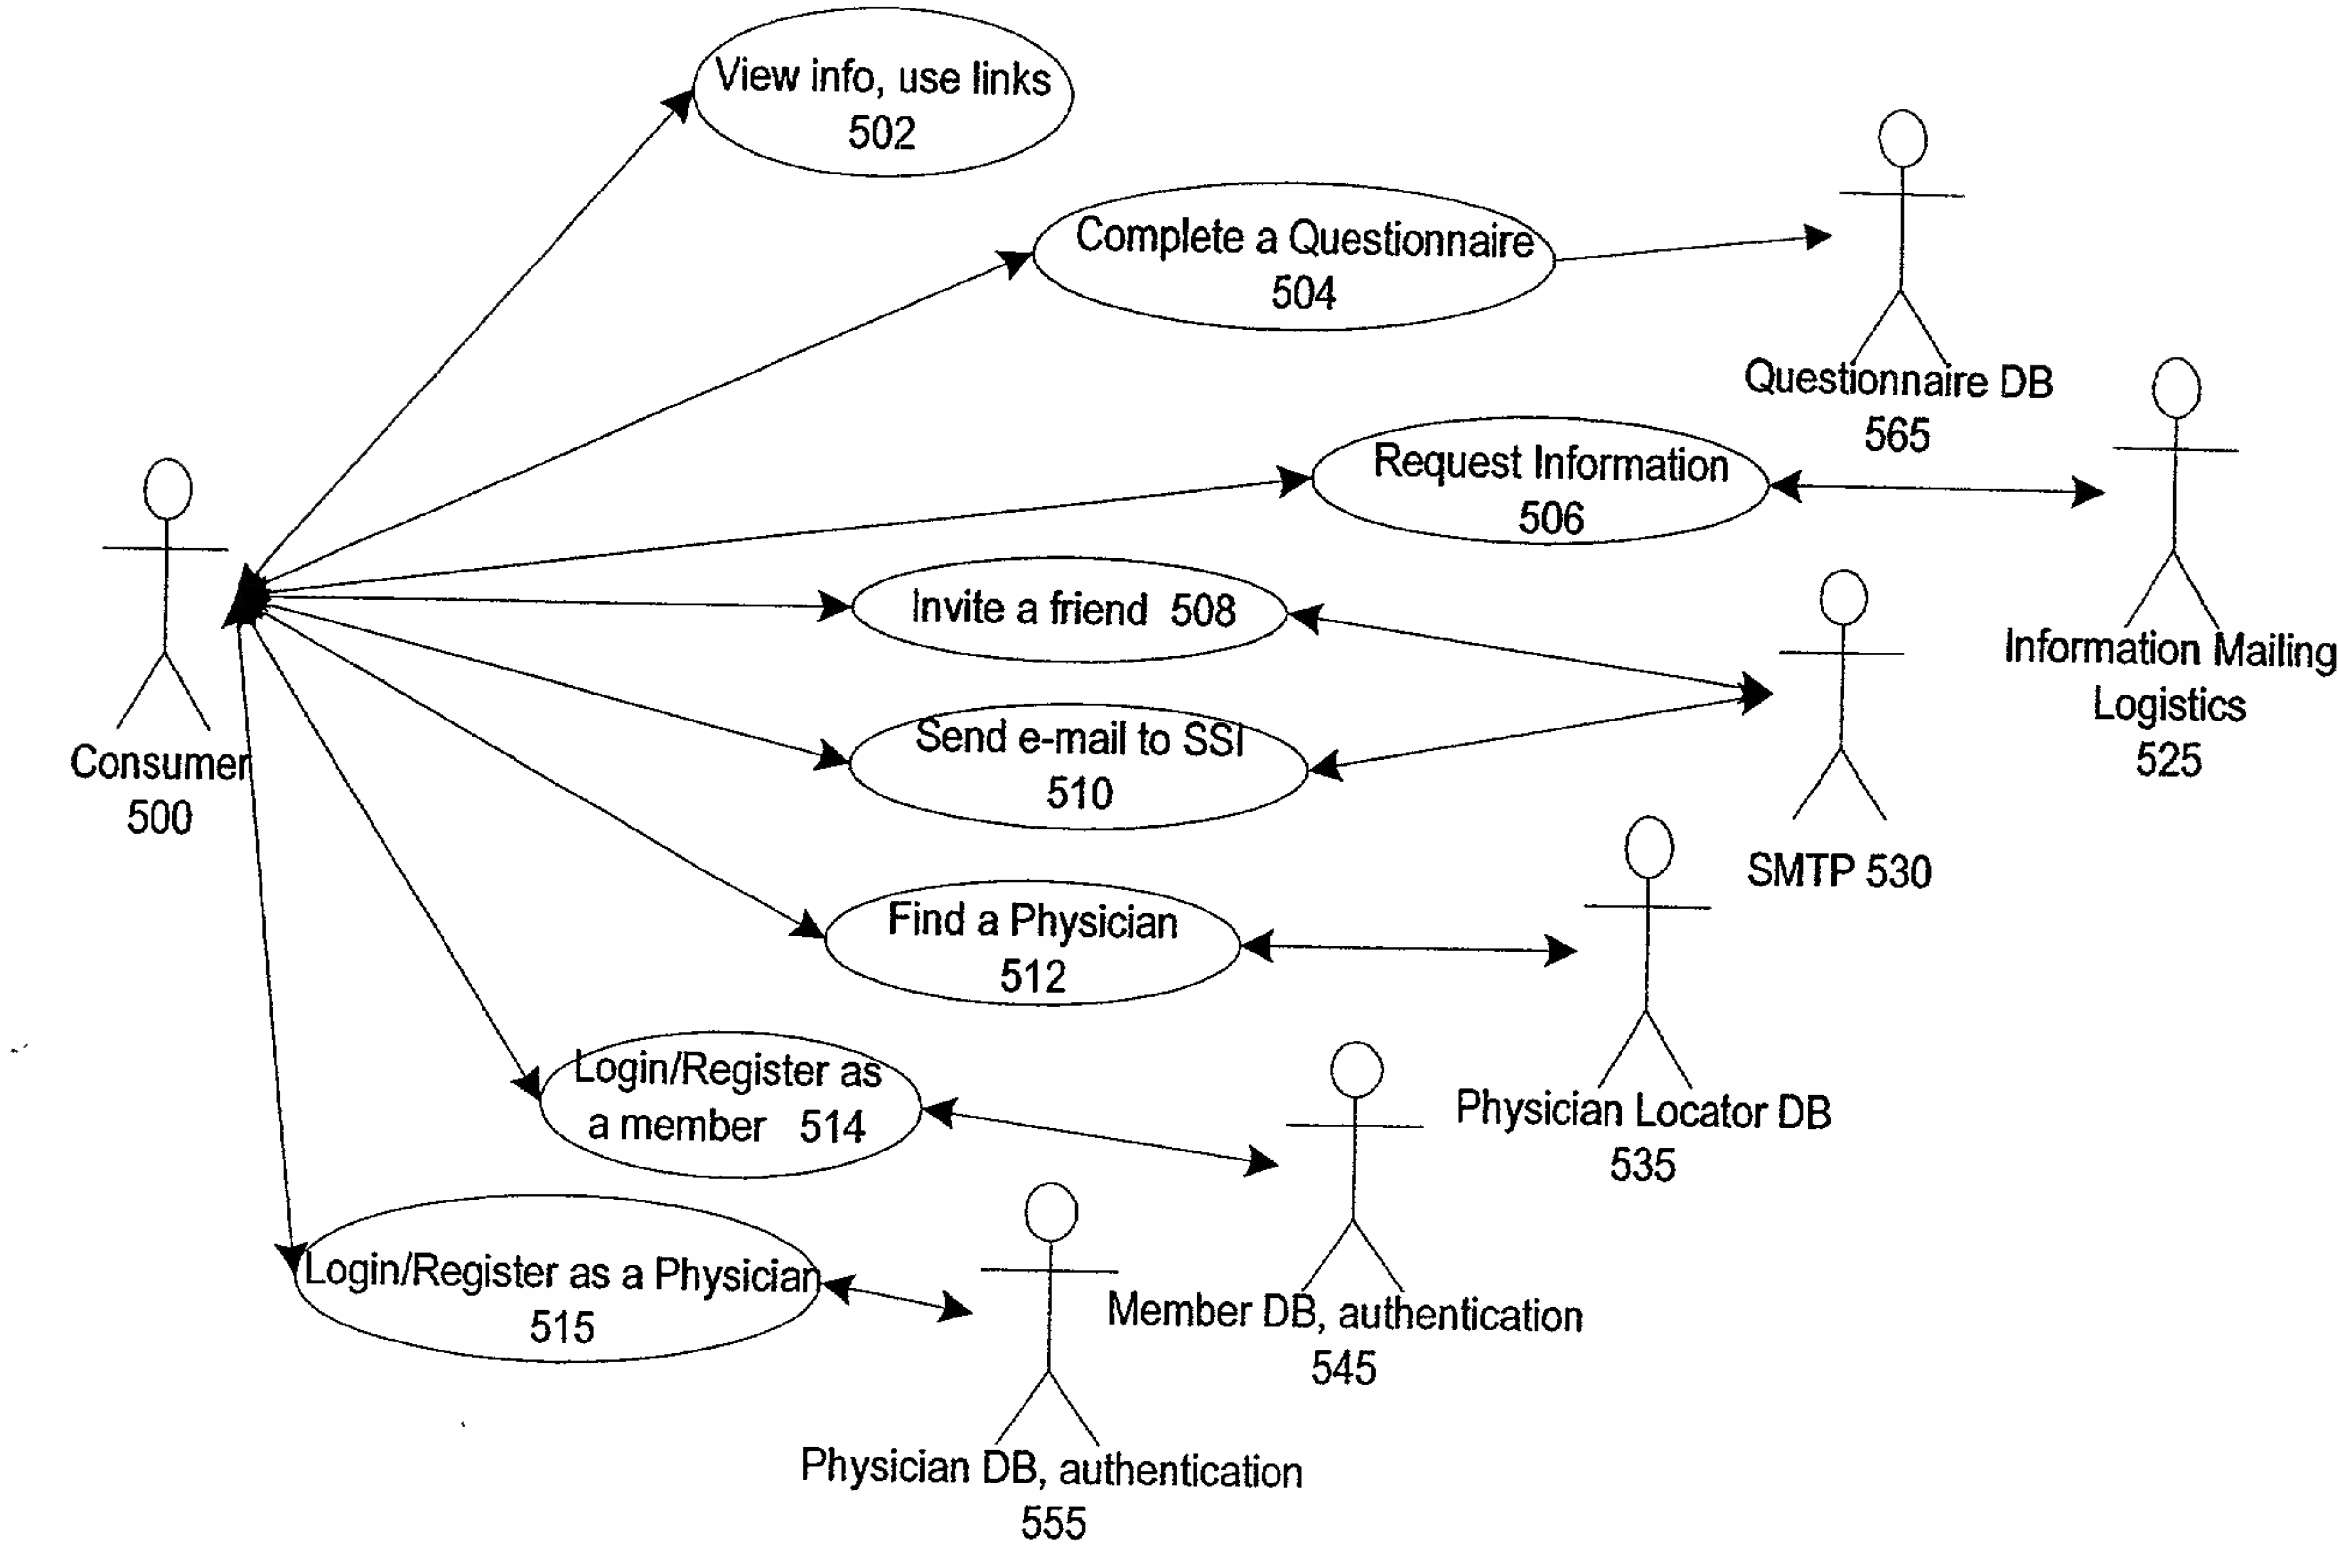 View info, use links
502
Complete a Questionnaire
504
Questionnaire DB
565
Request Information
506
Information Mailing
Logistics
525
Invite a friend 508
Send e-mail to SSI
510
SMTP 530
Consumer
500
Find a Physician
512
Physician Locator DB
535
Login/Register as
a member 514
Member DB, authentication
545
Login/Register as a Physician
515
Physician DB, authentication
555